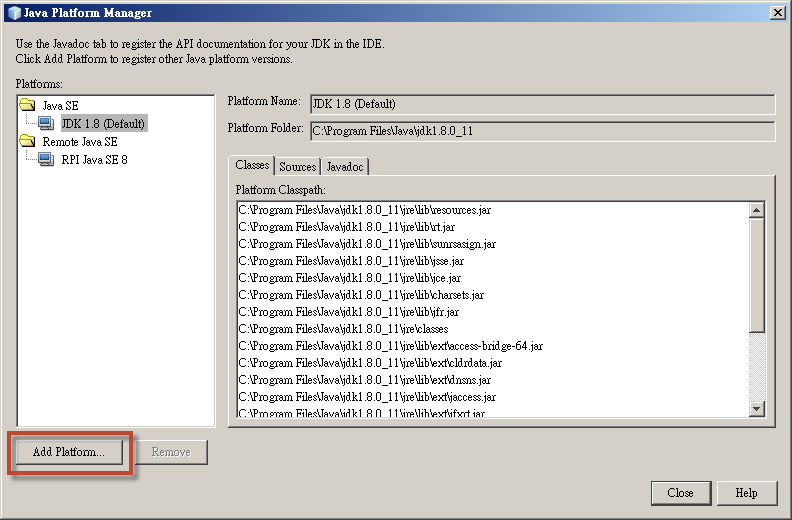 Java Platform Manager
Use the Javadoc tab to register the API documentation for your JDK in the IDE.
Click Add Platform to register other Java platform versions.
Platforms:
Java SE
JDK 1.8 (Default)
Remote Java SE
RPI Java SE 8
Platform Name: JDK 1.8 (Default)
Platform Folder: C:\Program Files\Java\jdk1.8.0_11
Classes Sources Javadoc
Platform Classpath:
C:\Program Files\Java\jdk1.8.0_11\jre\lib\resources.jar
C:\Program Files\Java\jdk1.8.0_11\jre\lib\rt.jar
C:\Program Files\Java\jdk1.8.0_11\jre\lib\sunrsasign.jar
C:\Program Files\Java\jdk1.8.0_11\jre\lib\jsse.jar
C:\Program Files\Java\jdk1.8.0_11\jre\lib\jce.jar
C:\Program Files\Java\jdk1.8.0_11\jre\lib\charsets.jar
C:\Program Files\Java\jdk1.8.0_11\jre\lib\jfr.jar
C:\Program Files\Java\jdk1.8.0_11\jre\classes
C:\Program Files\Java\jdk1.8.0_11\jre\lib\ext\access-bridge-64.jar
C:\Program Files\Java\jdk1.8.0_11\jre\lib\ext\cldrdata.jar
C:\Program Files\Java\jdk1.8.0_11\jre\lib\ext\dnsns.jar
C:\Program Files\Java\jdk1.8.0_11\jre\lib\ext\jaccess.jar
C:\Program Files\Java\jdk1.8.0_11\jre\lib\ext\jfxrt.jar
Add Platform... Remove
Close Help